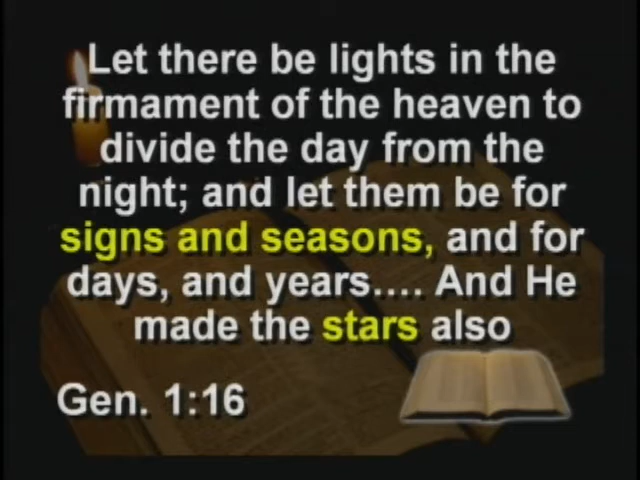 Let there be lights in the
firmament of the heaven to
divide the day from the
night; and let them be for
signs and seasons, and for
days, and years.... And He
made the stars also
Gen. 1:16